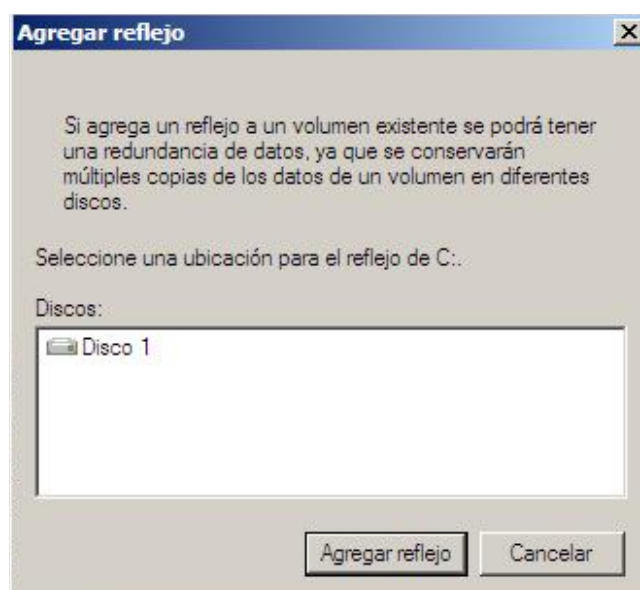 Agregar reflejo
Si agrega un reflejo a un volumen existente se podrá tener
una redundancia de datos, ya que se conservarán
múltiples copias de los datos de un volumen en diferentes
discos.
Seleccione una ubicación para el reflejo de C:.
Discos:
Disco 1
Agregar reflejo
Cancelar